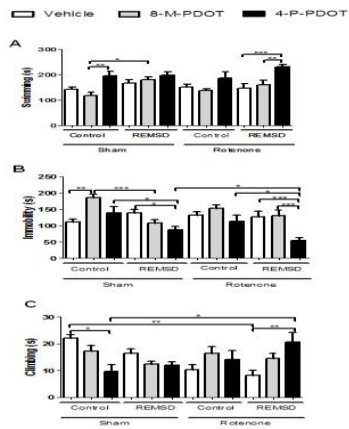 Vehicle 8-M-PDOT 4-P-PDOT
A
300
200
100
0
***
*
**
**
Control REMSD Control REMSD
Sham Rotenone
B
Immobility (s)
250
200
150
100
50
0
*
** *** * *
*** 
* ***
Control REMSD Control REMSD
Sham Rotenone
C
Climbing (s)
30
20
10
0
*
**
* **
Control REMSD Control REMSD
Sham Rotenone